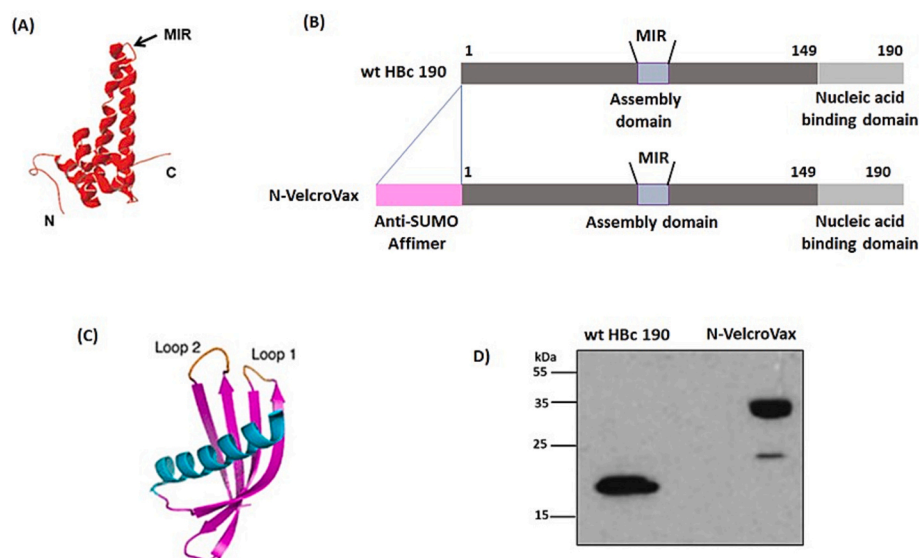 (A)
MIR
C
N
(B)
MIR
1
149
190
wt HBc 190
Assembly
domain
Nucleic acid
binding domain
MIR
1
149
190
N-VelcroVax
Anti-SUMO
Affimer
Assembly domain
Nucleic acid
binding domain
(C)
Loop 2
Loop 1
D)
wt HBc 190
N-VelcroVax
kDa
55
35
25
15